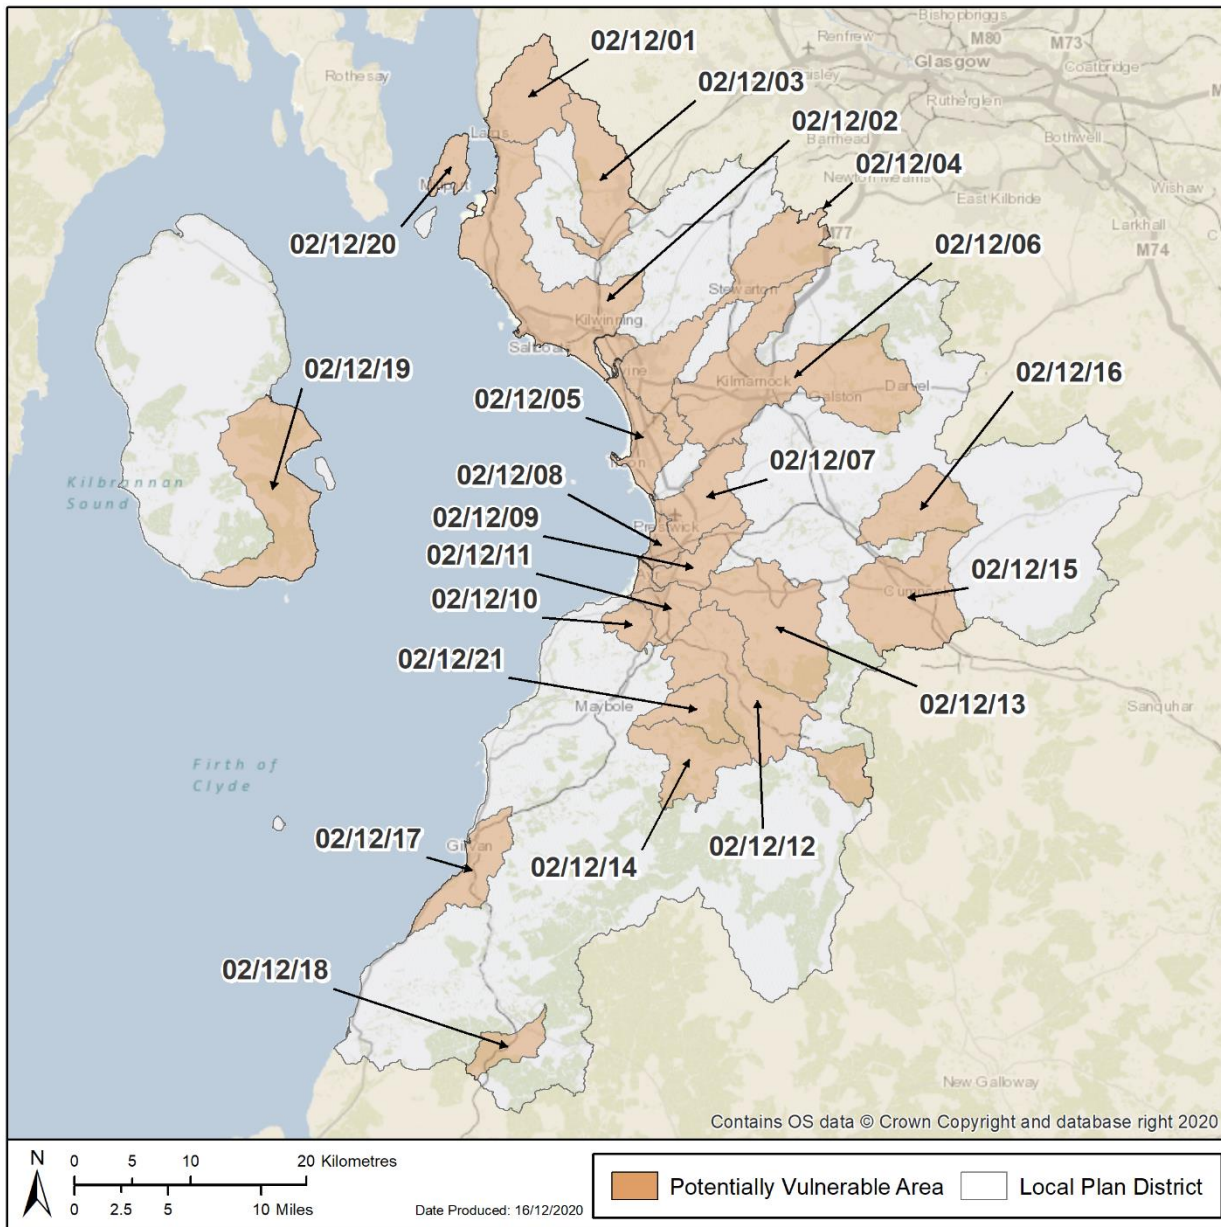 Bishopbriggs
Renfrew
M80
M73
Glasgow
Coatbridge
Rothesay
Rutherglen
Bothwell
Barrhead
Wishaw
East Kilbride
Larkhall
M77
M74
02/12/01
02/12/03
02/12/02
02/12/04
02/12/20
02/12/06
Largs
Stewarton
Kilwinning
02/12/19
Kilmarnock
Darvel
02/12/16
02/12/05
Kilbrannan
Sound
02/12/08
02/12/07
02/12/09
Prestwick
02/12/11
02/12/15
02/12/10
02/12/21
02/12/13
Maybole
Sanquhar
Firth of
Clyde
02/12/17
Girvan
02/12/14
02/12/12
02/12/18
New Galloway
Contains OS data © Crown Copyright and database right 2020
N
0 5 10 20 Kilometres
0 2.5 5 10 Miles
Date Produced: 16/12/2020
Potentially Vulnerable Area
Local Plan District